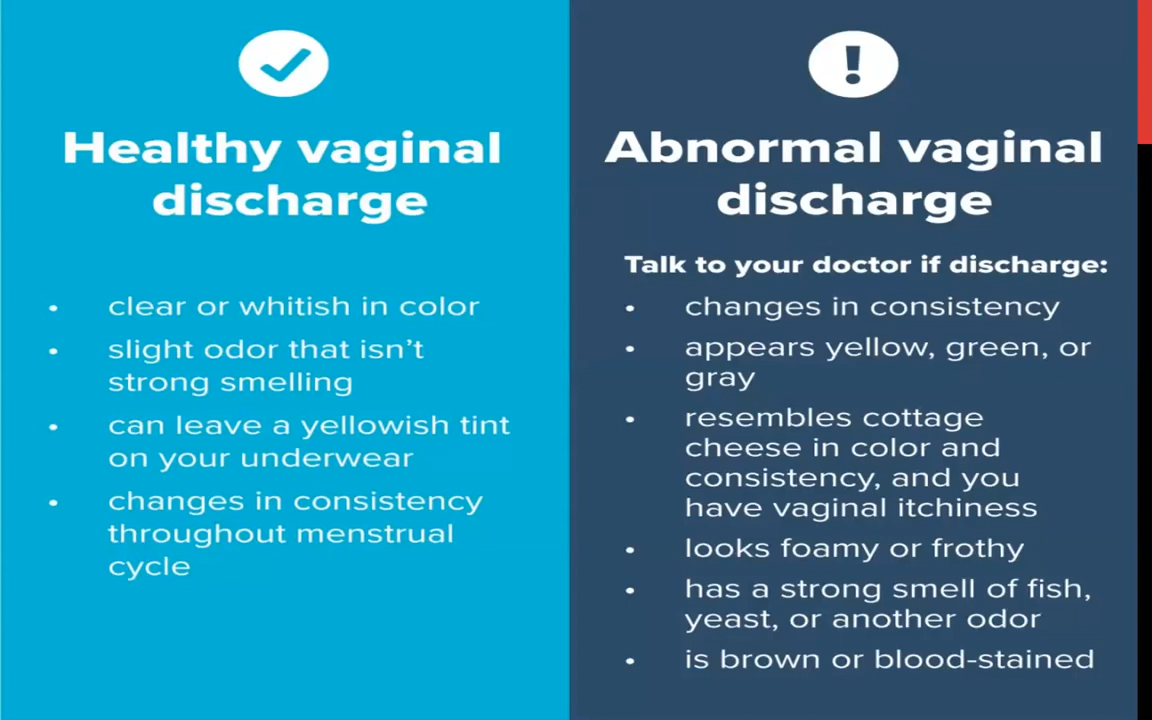 Healthy vaginal
discharge
• clear or whitish in color
• slight odor that isn’t
strong smelling
• can leave a yellowish tint
on your underwear
• changes in consistency
throughout menstrual
cycle
Abnormal vaginal
discharge
Talk to your doctor if discharge:
• changes in consistency
• appears yellow, green, or
gray
• resembles cottage
cheese in color and
consistency, and you
have vaginal itchiness
• looks foamy or frothy
• has a strong smell of fish,
yeast, or another odor
• is brown or blood-stained